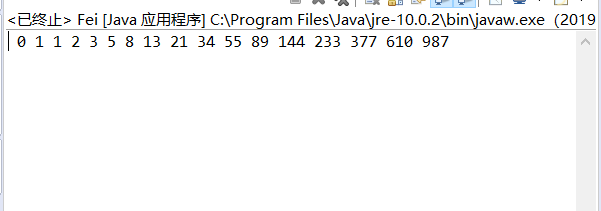 <已终止> Fei [Java 应用程序] C:\Program Files\Java\jre-10.0.2\bin\javaw.exe (2019
0 1 1 2 3 5 8 13 21 34 55 89 144 233 377 610 987